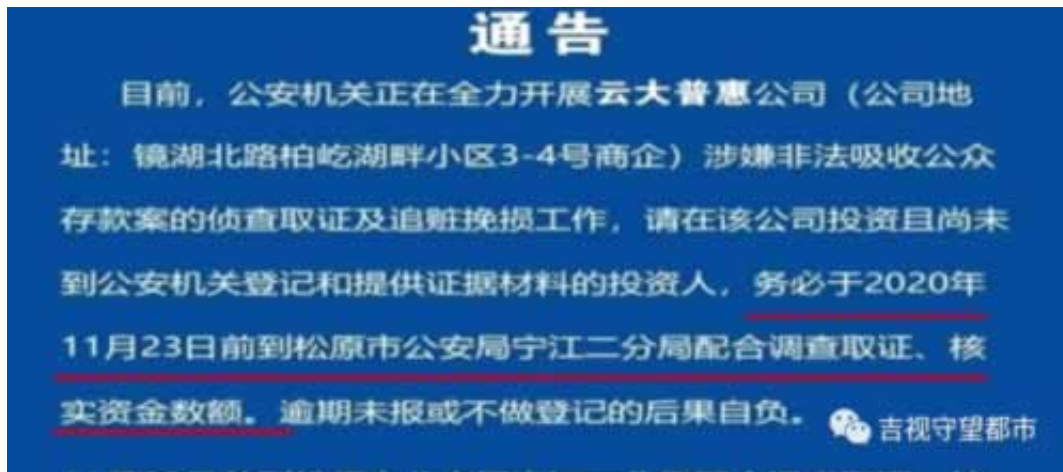 通告
目前，公安机关正在全力开展云大普惠公司（公司地
址：镜湖北路柏屹湖畔小区3-4号商企）涉嫌非法吸收公众
存款案的侦查取证及追赃挽损工作，请在该公司投资且尚未
到公安机关登记和提供证据材料的投资人，务必于2020年
11月23日前到松原市公安局宁江二分局配合调查取证、核
实资金数额。逾期未报或不做登记的后果自负。
吉视守望都市